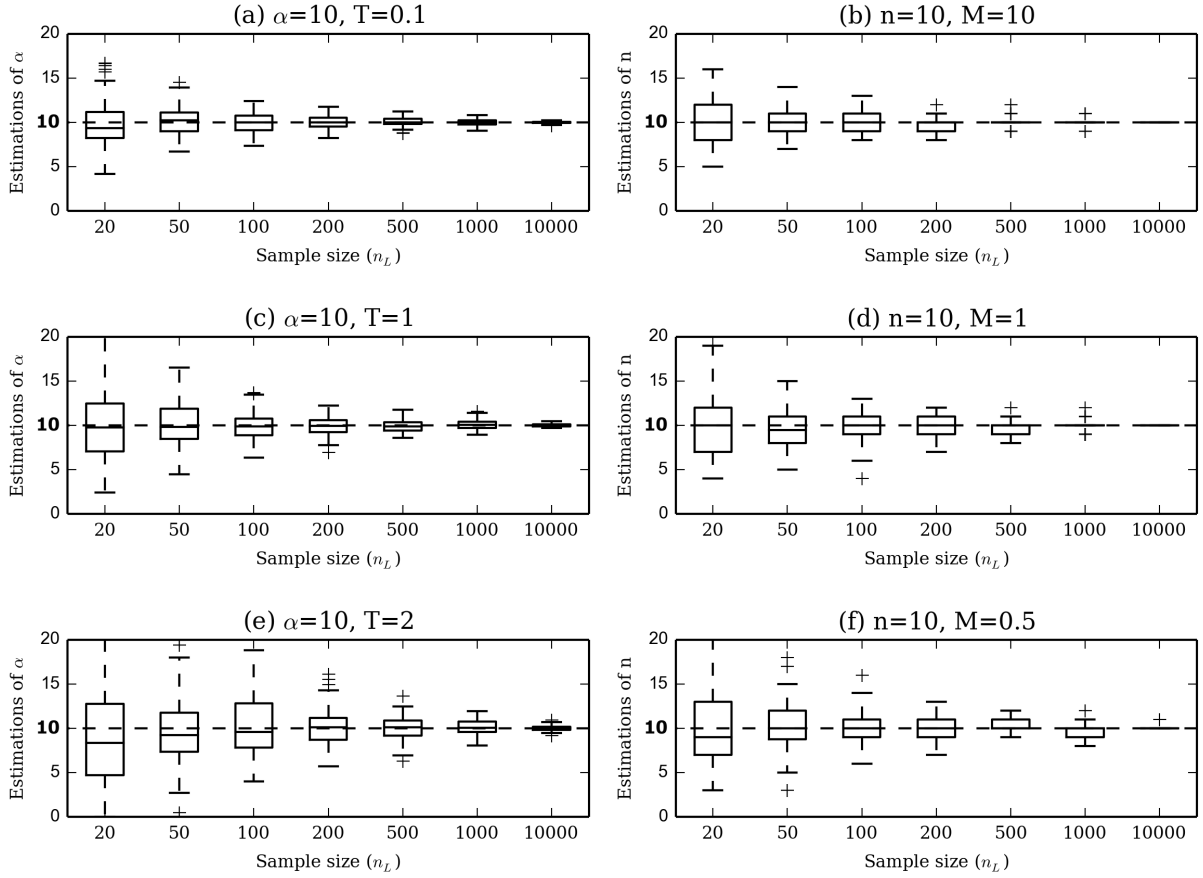 (a) α=10, T=0.1
Estimations of α
20
15
10
5
0
20 50 100 200 500 1000 10000
Sample size (n_L)
(b) n=10, M=10
Estimations of n
20
15
10
5
0
20 50 100 200 500 1000 10000
Sample size (n_L)
(c) α=10, T=1
Estimations of α
20
15
10
5
0
20 50 100 200 500 1000 10000
Sample size (n_L)
(d) n=10, M=1
Estimations of n
20
15
10
5
0
20 50 100 200 500 1000 10000
Sample size (n_L)
(e) α=10, T=2
Estimations of α
20
15
10
5
0
20 50 100 200 500 1000 10000
Sample size (n_L)
(f) n=10, M=0.5
Estimations of n
20
15
10
5
0
20 50 100 200 500 1000 10000
Sample size (n_L)